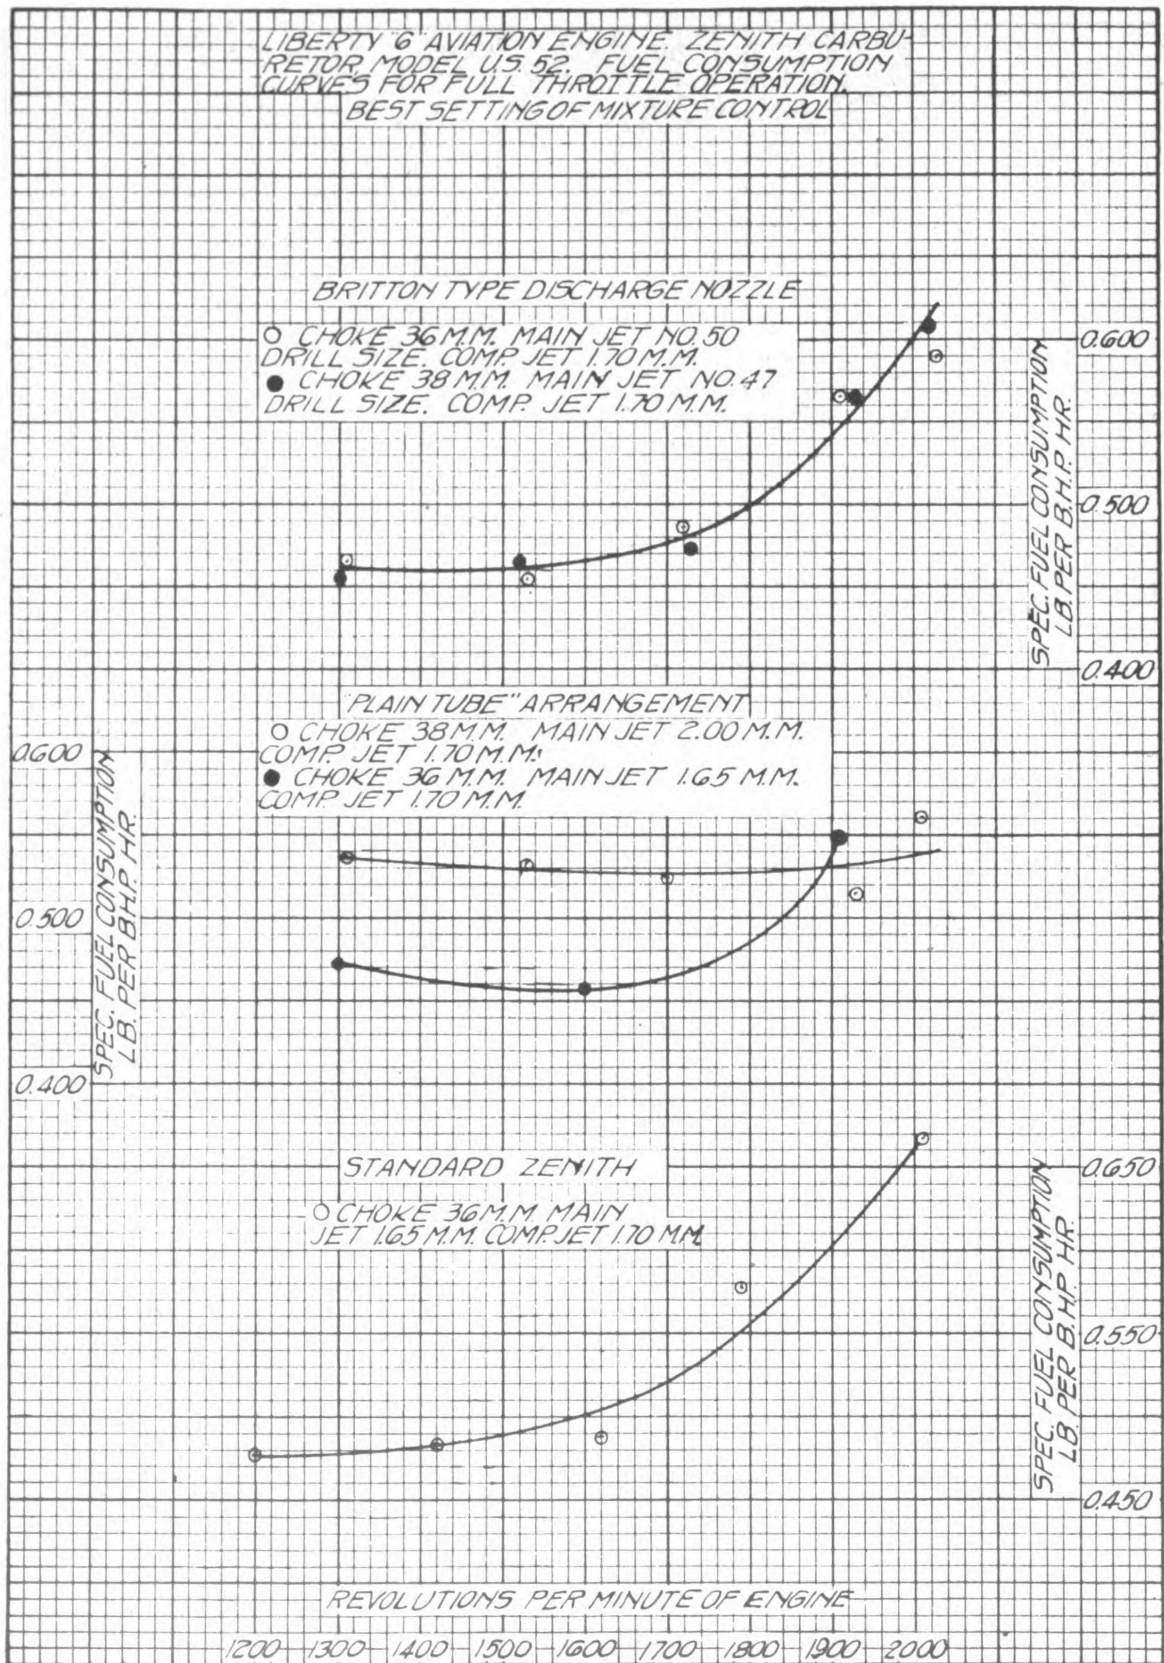 LIBERTY "6" AVIATION ENGINE. ZENITH CARBU-
RETOR, MODEL U.S. 52. FUEL CONSUMPTION
CURVES FOR FULL THROTTLE OPERATION.
BEST SETTING OF MIXTURE CONTROL
BRITTON TYPE DISCHARGE NOZZLE
CHOKE 36 M.M. MAIN JET NO. 50
DRILL SIZE. COMP. JET 1.70 M.M.
CHOKE 38 M.M. MAIN JET NO. 47
DRILL SIZE. COMP. JET 1.70 M.M.
0.600
0.500
0.400
SPEC. FUEL CONSUMPTION
LB. PER B.H.P. HR.
"PLAIN TUBE" ARRANGEMENT
CHOKE 38 M.M. MAIN JET 2.00 M.M.
COMP. JET 1.70 M.M.
CHOKE 36 M.M. MAIN JET 1.65 M.M.
COMP. JET 1.70 M.M.
0.600
0.500
0.400
SPEC. FUEL CONSUMPTION
LB. PER B.H.P. HR.
STANDARD ZENITH
CHOKE 36 M.M. MAIN
JET 1.65 M.M. COMP. JET 1.70 M.M.
0.650
0.550
0.450
SPEC. FUEL CONSUMPTION
LB. PER B.H.P. HR.
REVOLUTIONS PER MINUTE OF ENGINE
1200 1300 1400 1500 1600 1700 1800 1900 2000